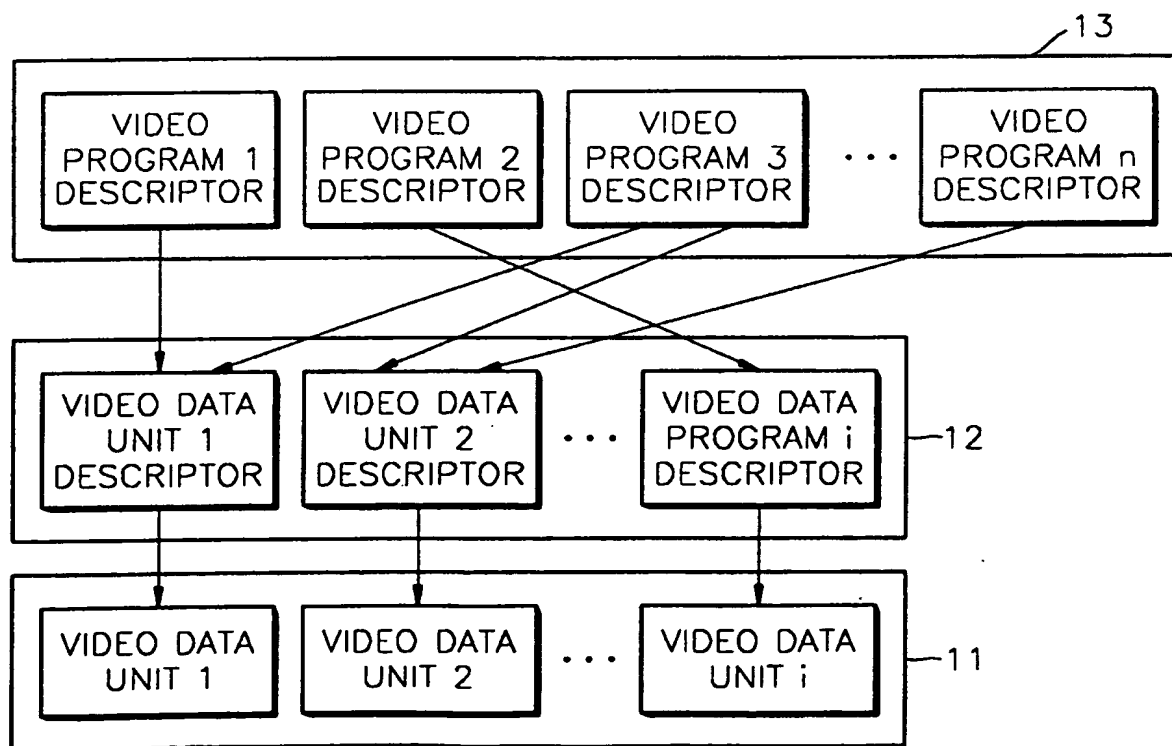 13
VIDEO
PROGRAM 1
DESCRIPTOR
VIDEO
PROGRAM 2
DESCRIPTOR
VIDEO
PROGRAM 3
DESCRIPTOR
...
VIDEO
PROGRAM n
DESCRIPTOR
VIDEO DATA
UNIT 1
DESCRIPTOR
VIDEO DATA
UNIT 2
DESCRIPTOR
...
VIDEO DATA
PROGRAM i
DESCRIPTOR
12
VIDEO DATA
UNIT 1
VIDEO DATA
UNIT 2
...
VIDEO DATA
UNIT i
11